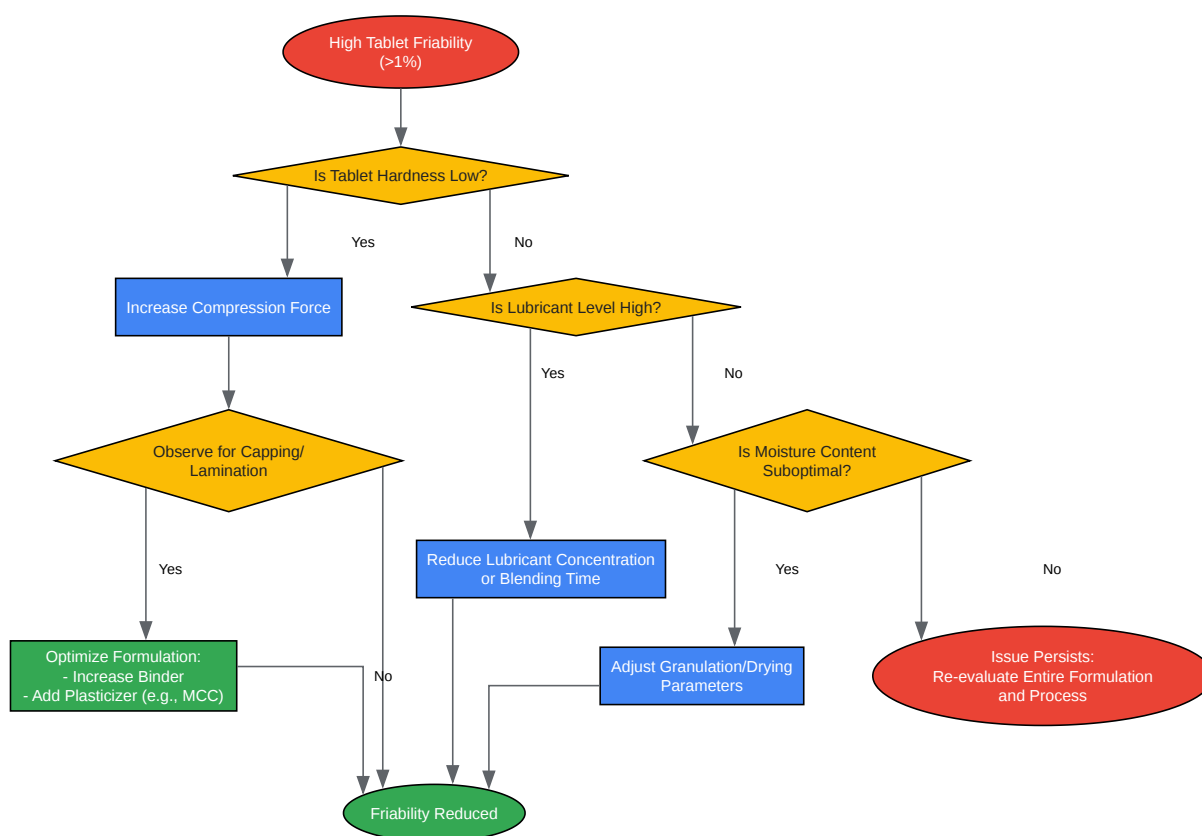 High Tablet Friability
(>1%)
Is Tablet Hardness Low?
Yes
No
Increase Compression Force
Is Lubricant Level High?
Yes
No
Observe for Capping/
Lamination
Is Moisture Content
Suboptimal?
Reduce Lubricant Concentration
or Blending Time
Yes
Yes
No
Optimize Formulation:
- Increase Binder
- Add Plasticizer (e.g., MCC)
No
Adjust Granulation/Drying
Parameters
Issue Persists:
Re-evaluate Entire Formulation
and Process
Friability Reduced